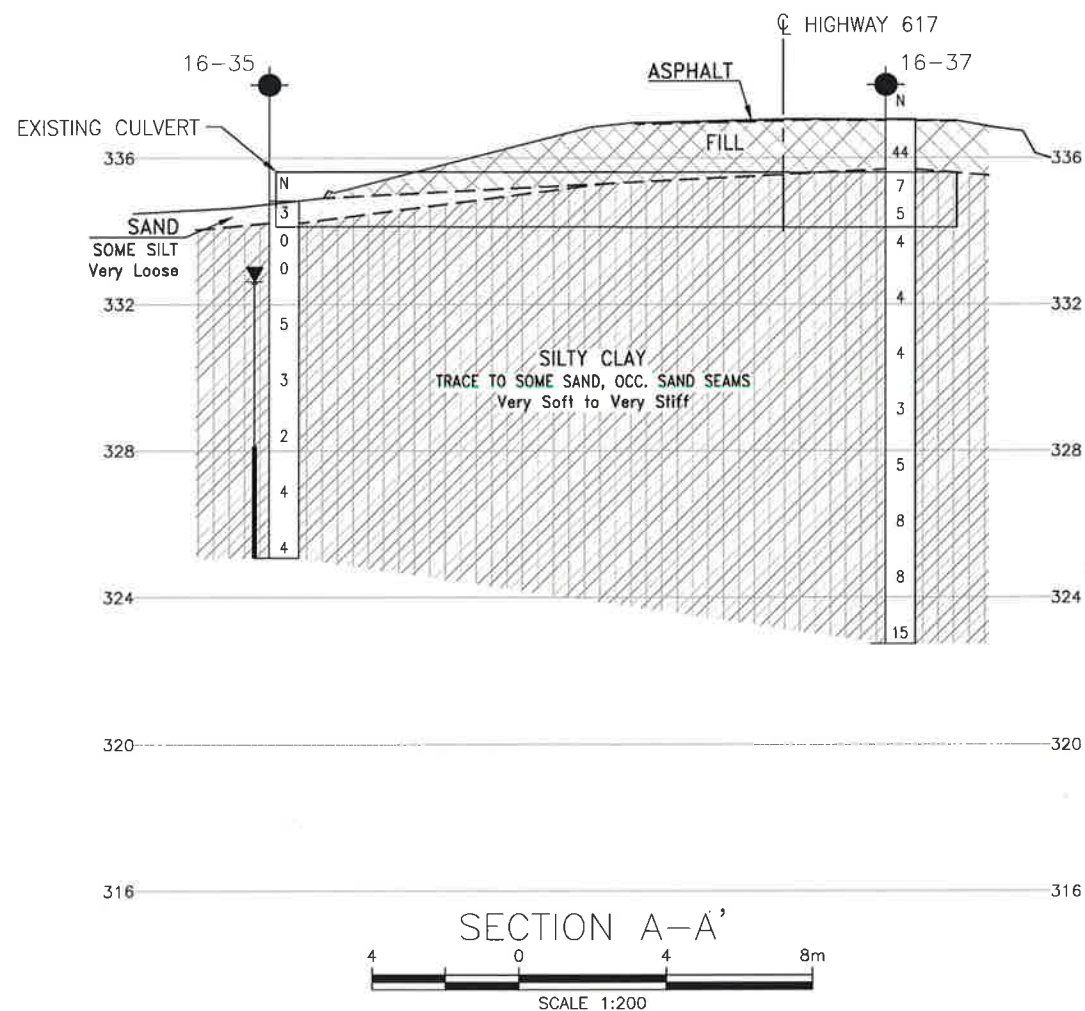 ℄ HIGHWAY 617
16-35
16-37
ASPHALT
N
EXISTING CULVERT
FILL
336
44
336
N
7
3
5
SAND
0
4
SOME SILT
Very Loose
0
332
4
332
5
SILTY CLAY
4
TRACE TO SOME SAND, OCC. SAND SEAMS
3
Very Soft to Very Stiff
3
2
328
5
328
4
8
4
8
324
324
15
320
320
316
316
SECTION A-A'
4 0 4 8m
SCALE 1:200